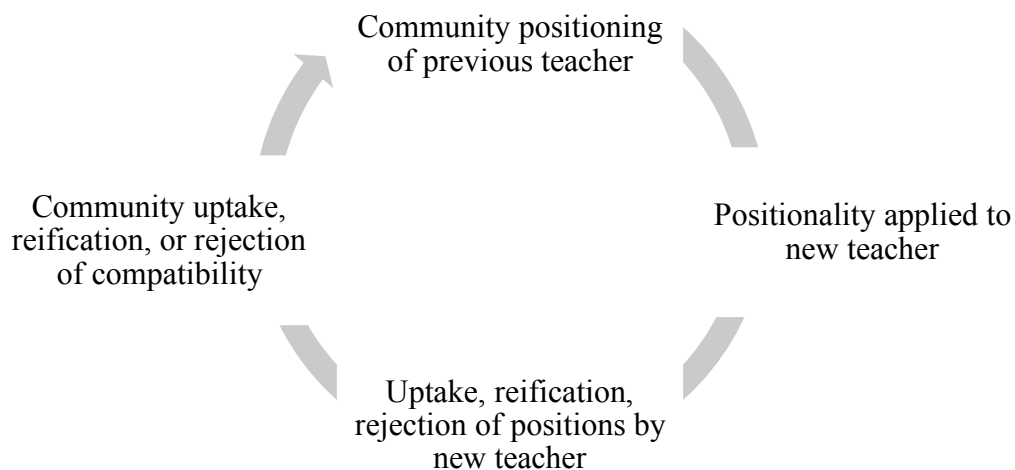 Community positioning
of previous teacher
Positionality applied to
new teacher
Uptake, reification,
rejection of positions by
new teacher
Community uptake,
reification, or rejection
of compatibility